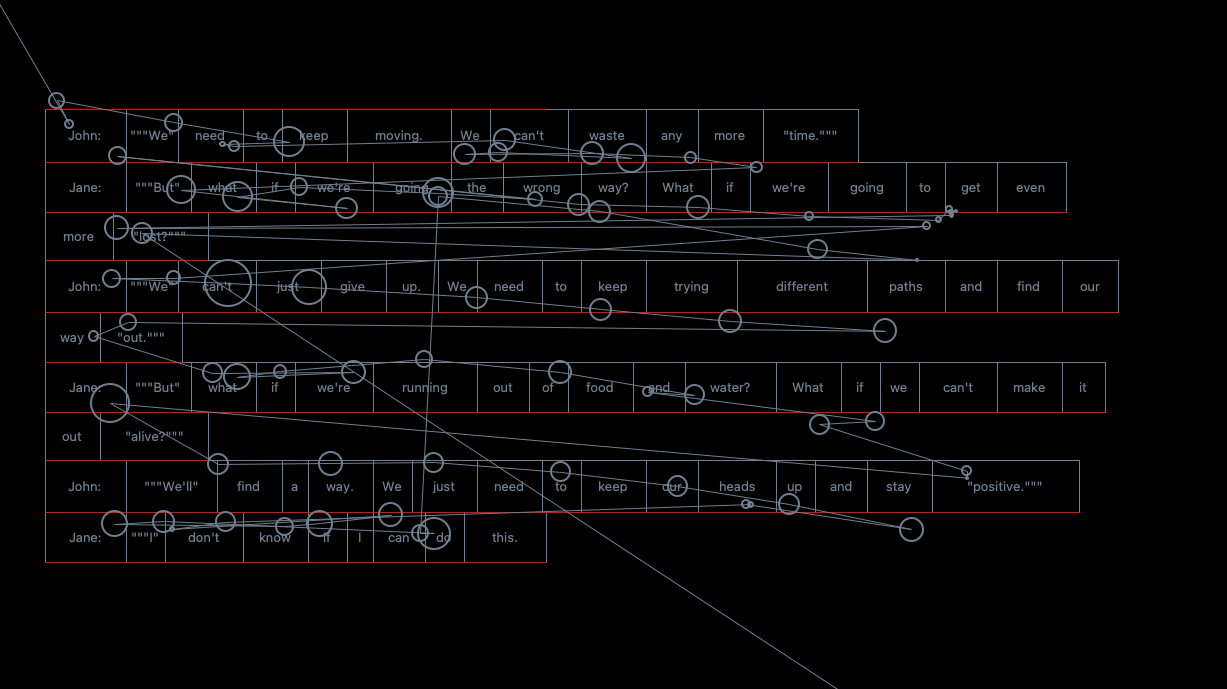 John: """We" need to keep moving. We can't waste any more "time."""
Jane: """But" what if we're going the wrong way? What if we're going to get even
more "lost?"""
John: """We" can't just give up. We need to keep trying different paths and find our
way "out."""
Jane: """But" what if we're running out of food and water? What if we can't make it
out "alive?"""
John: """We'll" find a way. We just need to keep our heads up and stay "positive."""
Jane: """I" don't know if I can do this.